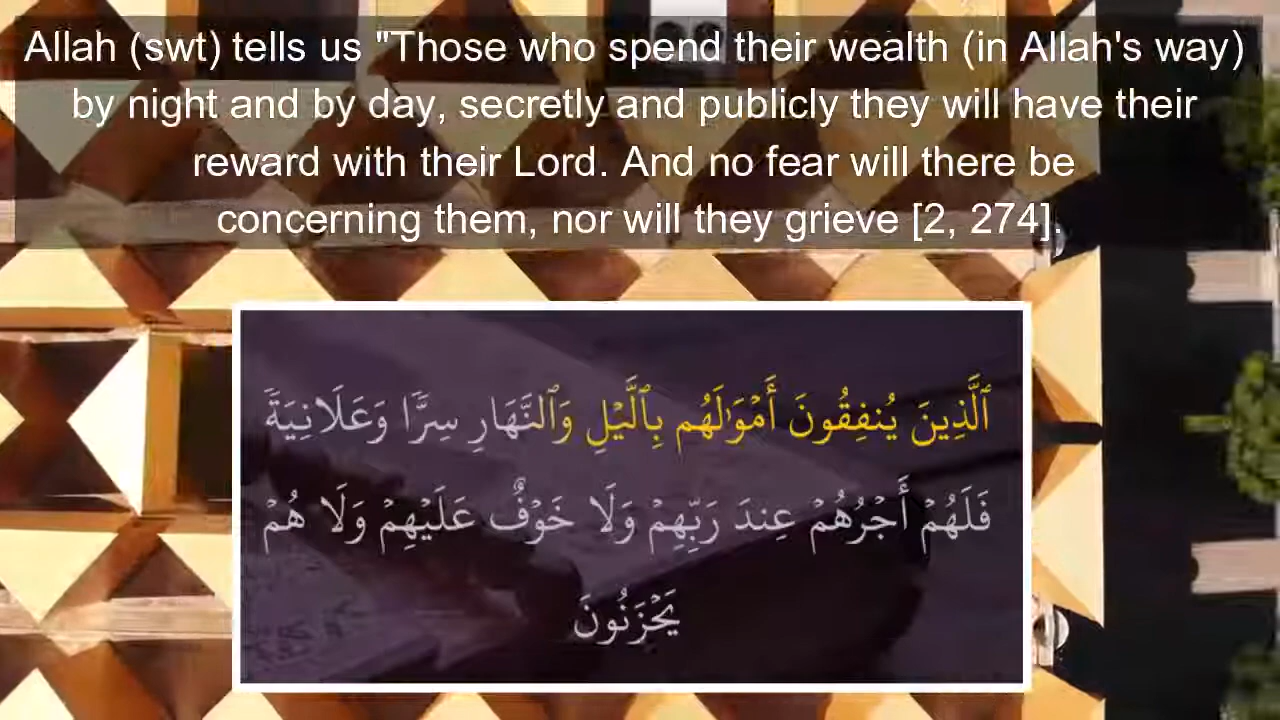 Allah (swt) tells us "Those who spend their wealth (in Allah's way)
by night and by day, secretly and publicly they will have their
reward with their Lord. And no fear will there be
concerning them, nor will they grieve [2, 274].
ٱلَّذِينَ يُنفِقُونَ أَمۡوَٰلَهُم بِٱلَّيۡلِ وَٱلنَّهَارِ سِرّٗا وَعَلَانِيَةٗ
فَلَهُمۡ أَجۡرُهُمۡ عِندَ رَبِّهِمۡ وَلَا خَوۡفٌ عَلَيۡهِمۡ وَلَا هُمۡ
يَحۡزَنُونَ